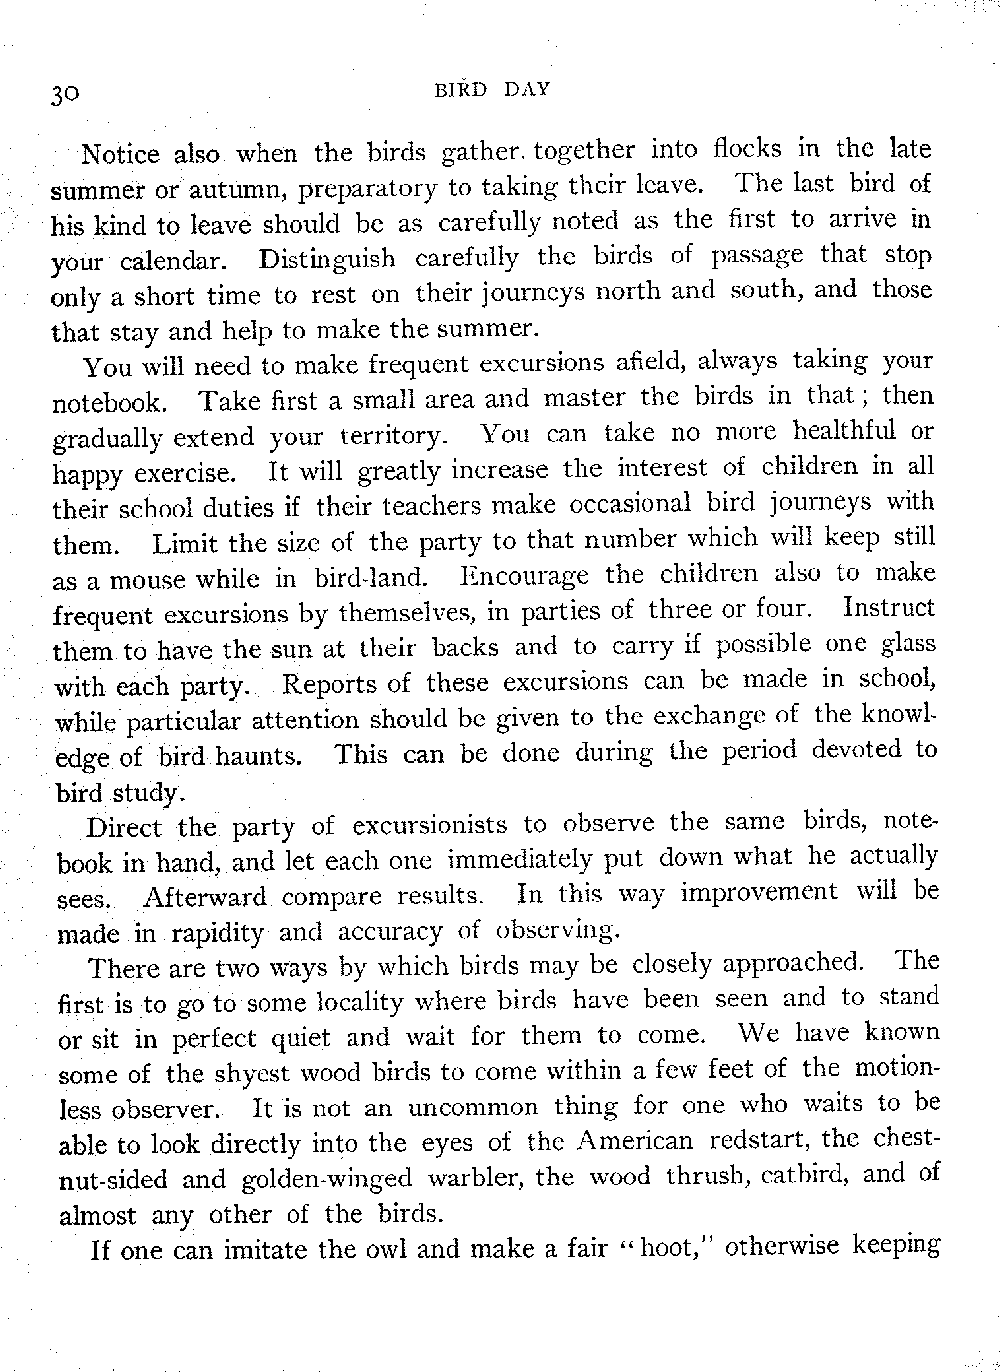 30 BIRD DAY
Notice also when the birds gather together into flocks in the late
summer or autumn, preparatory to taking their leave. The last bird of
his kind to leave should be as carefully noted as the first to arrive in
your calendar. Distinguish carefully the birds of passage that stop
only a short time to rest on their journeys north and south, and those
that stay and help to make the summer.
You will need to make frequent excursions afield, always taking your
notebook. Take first a small area and master the birds in that; then
gradually extend your territory. You can take no more healthful or
happy exercise. It will greatly increase the interest of children in all
their school duties if their teachers make occasional bird journeys with
them. Limit the size of the party to that number which will keep still
as a mouse while in bird-land. Encourage the children also to make
frequent excursions by themselves, in parties of three or four. Instruct
them to have the sun at their backs and to carry if possible one glass
with each party. Reports of these excursions can be made in school,
while particular attention should be given to the exchange of the knowl-
edge of bird haunts. This can be done during the period devoted to
bird study.
Direct the party of excursionists to observe the same birds, note-
book in hand, and let each one immediately put down what he actually
sees. Afterward compare results. In this way improvement will be
made in rapidity and accuracy of observing.
There are two ways by which birds may be closely approached. The
first is to go to some locality where birds have been seen and to stand
or sit in perfect quiet and wait for them to come. We have known
some of the shyest wood birds to come within a few feet of the motion-
less observer. It is not an uncommon thing for one who waits to be
able to look directly into the eyes of the American redstart, the chest-
nut-sided and golden-winged warbler, the wood thrush, catbird, and of
almost any other of the birds.
If one can imitate the owl and make a fair "hoot," otherwise keeping